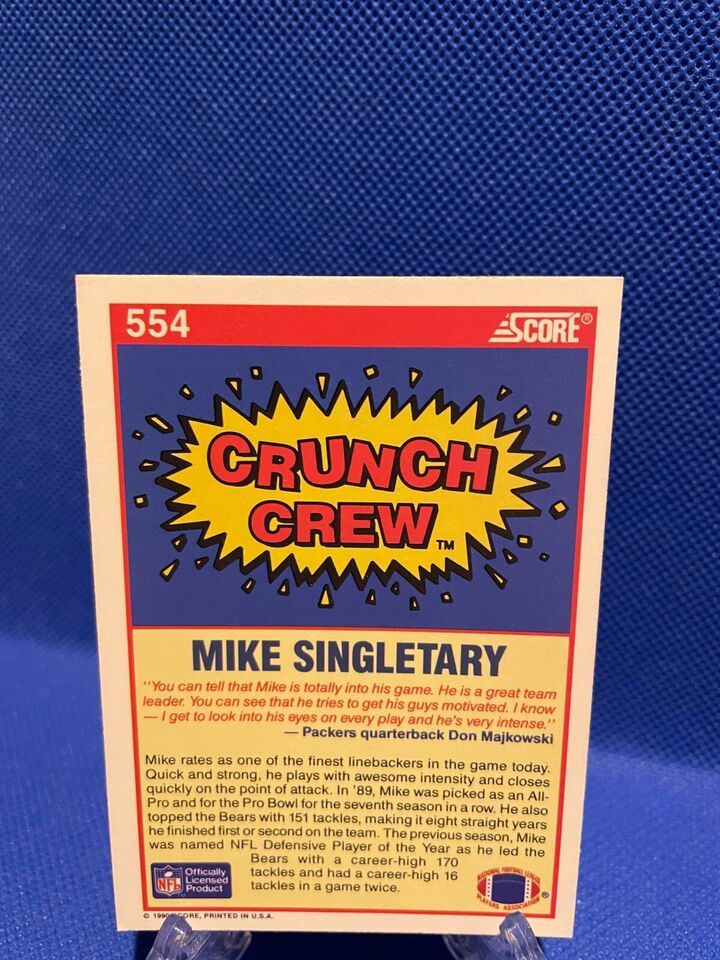 554 SCORE®
CRUNCH
CREW™
MIKE SINGLETARY
"You can tell that Mike is totally into his game. He is a great team
leader. You can see that he tries to get his guys motivated. I know
— I get to look into his eyes on every play and he's very intense."
— Packers quarterback Don Majkowski
Mike rates as one of the finest linebackers in the game today.
Quick and strong, he plays with awesome intensity and closes
quickly on the point of attack. In '89, Mike was picked as an All-
Pro and for the Pro Bowl for the seventh season in a row. He also
topped the Bears with 151 tackles, making it eight straight years
he finished first or second on the team. The previous season, Mike
was named NFL Defensive Player of the Year as he led the
Bears with a career-high 170
tackles and had a career-high 16
tackles in a game twice.
NFL
Officially
Licensed
Product
NATIONAL FOOTBALL LEAGUE
PLAYERS ASSOCIATION ®
© 1990 SCORE, PRINTED IN U.S.A.